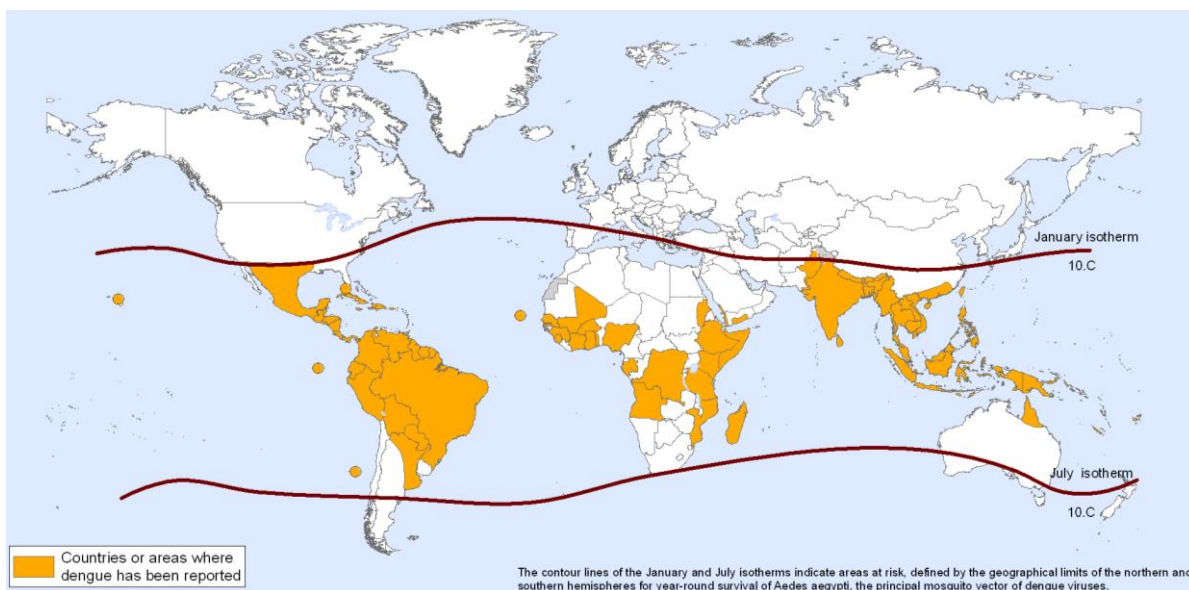 January isotherm
10.C
July isotherm
10.C
Countries or areas where
dengue has been reported
The contour lines of the January and July isotherms indicate areas at risk, defined by the geographical limits of the northern and
southern hemispheres for year-round survival of Aedes aegypti, the principal mosquito vector of dengue viruses.